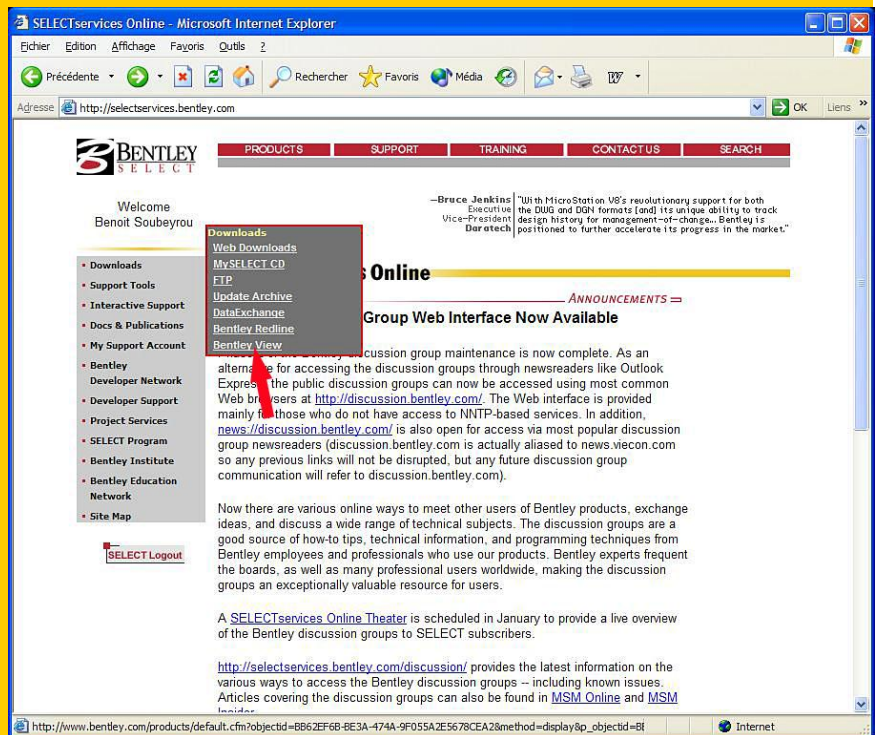 SELECTservices Online - Microsoft Internet Explorer
Fichier Edition Affichage Favoris Outils ?
Précédente Rechercher Favoris Média
Adresse http://selectservices.bentley.com OK Liens »
BENTLEY
SELECT
PRODUCTS SUPPORT TRAINING CONTACT US SEARCH
Welcome
Benoit Soubeyrou
—Bruce Jenkins
Executive
Vice-President
Daratech
"With MicroStation V8's revolutionary support for both
the DWG and DGN formats [and] its unique ability to track
design history for management-of-change... Bentley is
positioned to further accelerate its progress in the market."
Downloads
Web Downloads
MySELECT CD
FTP
Update Archive
DataExchange
Bentley Redline
Bentley View
• Downloads
• Support Tools
• Interactive Support
• Docs & Publications
• My Support Account
• Bentley
Developer Network
• Developer Support
• Project Services
• SELECT Program
• Bentley Institute
• Bentley Education
Network
• Site Map
SELECT Logout
Online
ANNOUNCEMENTS
Group Web Interface Now Available
discussion group maintenance is now complete. As an
alternative for accessing the discussion groups through newsreaders like Outlook
Express, the public discussion groups can now be accessed using most common
Web browsers at http://discussion.bentley.com/. The Web interface is provided
mainly for those who do not have access to NNTP-based services. In addition,
news://discussion.bentley.com/ is also open for access via most popular discussion
group newsreaders (discussion.bentley.com is actually aliased to news.viecon.com
so any previous links will not be disrupted, but any future discussion group
communication will refer to discussion.bentley.com).
Now there are various online ways to meet other users of Bentley products, exchange
ideas, and discuss a wide range of technical subjects. The discussion groups are a
good source of how-to tips, technical information, and programming techniques from
Bentley employees and professionals who use our products. Bentley experts frequent
the boards, as well as many professional users worldwide, making the discussion
groups an exceptionally valuable resource for users.
A SELECTservices Online Theater is scheduled in January to provide a live overview
of the Bentley discussion groups to SELECT subscribers.
http://selectservices.bentley.com/discussion/ provides the latest information on the
various ways to access the Bentley discussion groups -- including known issues.
Articles covering the discussion groups can also be found in MSM Online and MSM
http://www.bentley.com/products/default.cfm?objectid=BB62EF6B-BE3A-474A-9F055A2E5678CEA2&method=display&p_objectid=BB Internet